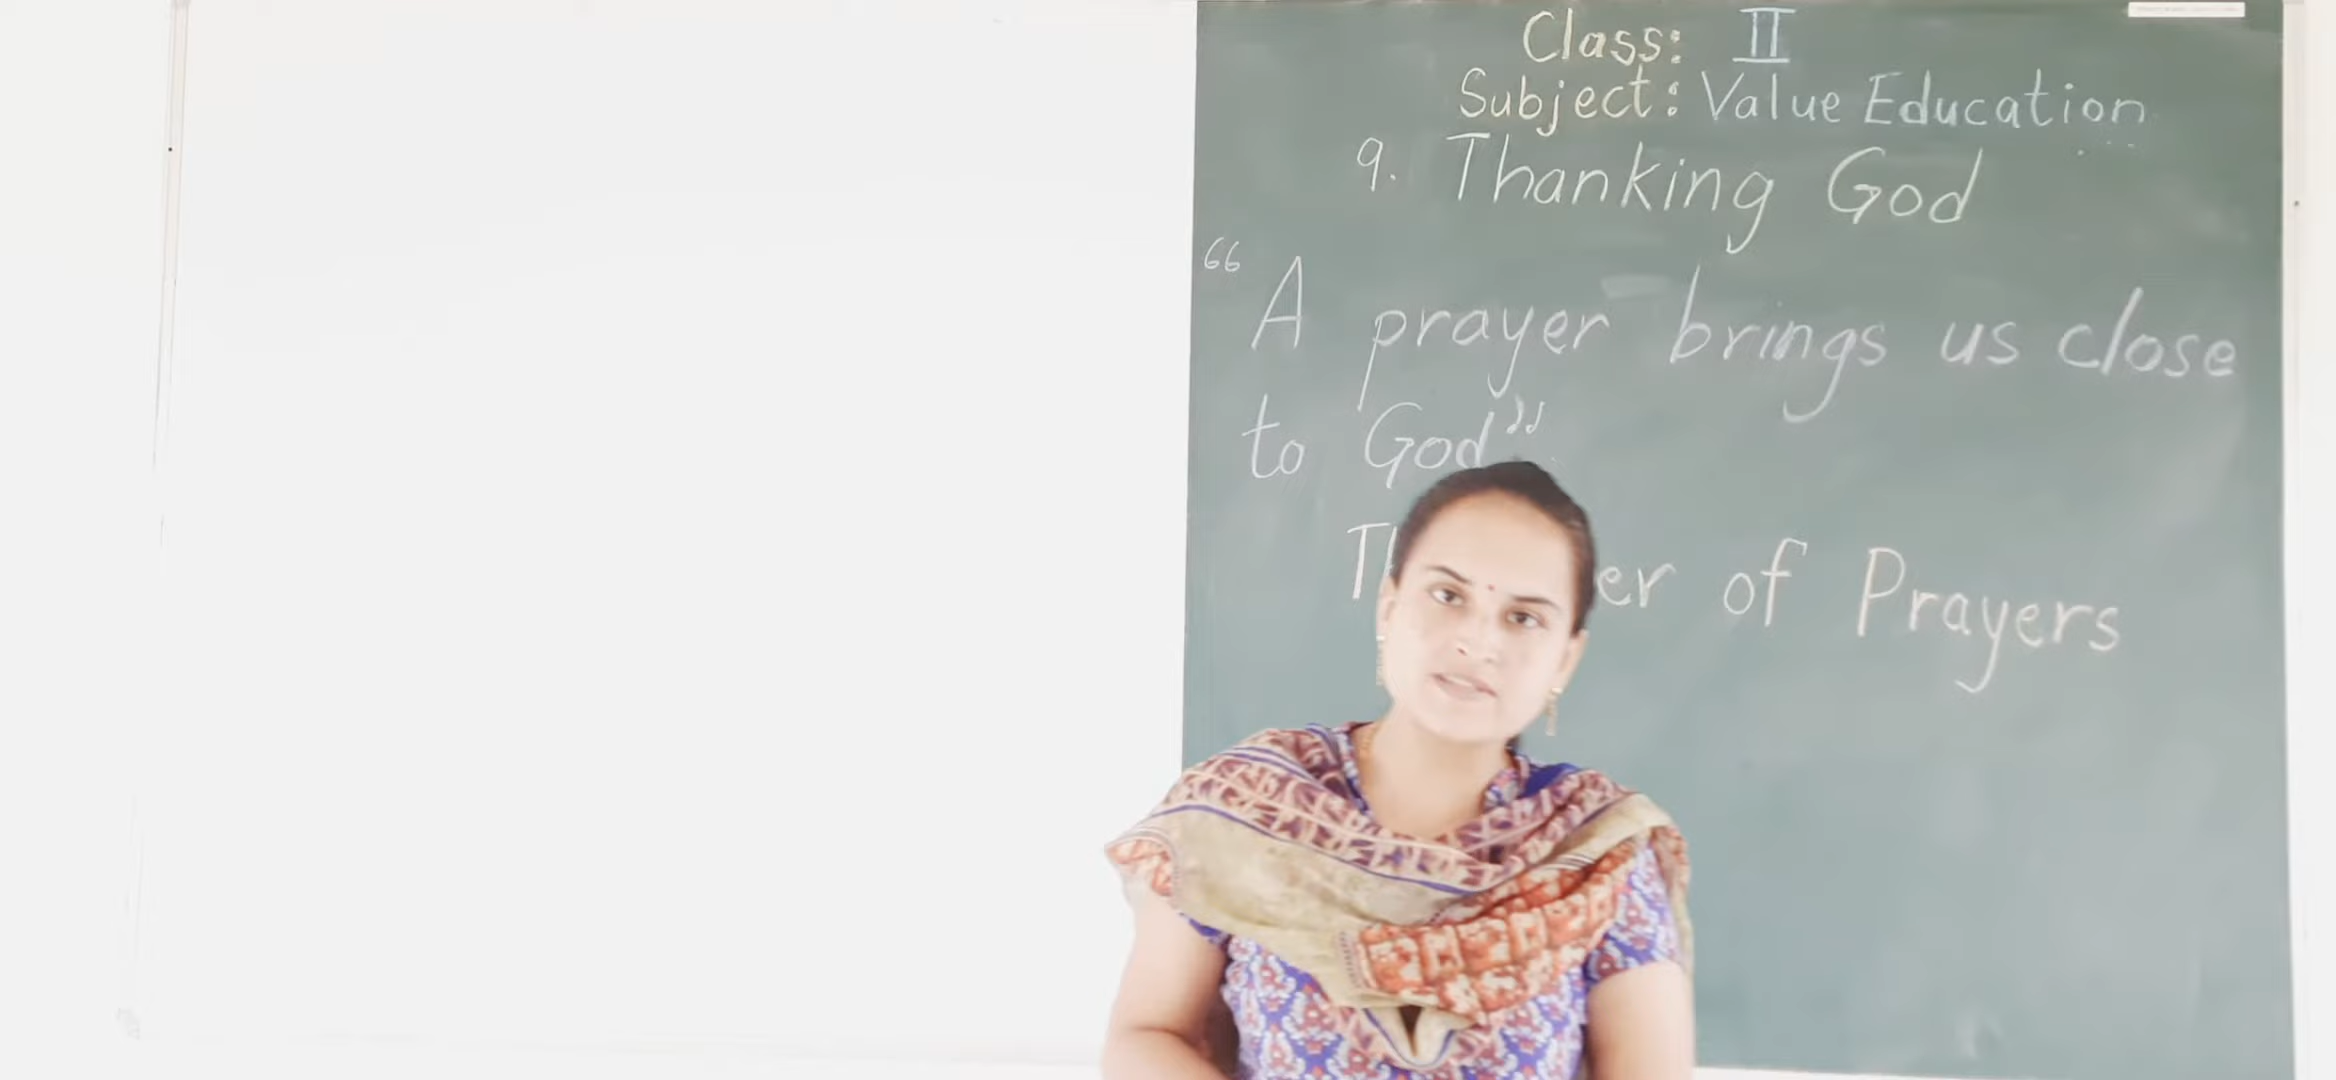 Class: II
Subject: Value Education
9. Thanking God
“A prayer brings us close
to God”
of Prayers